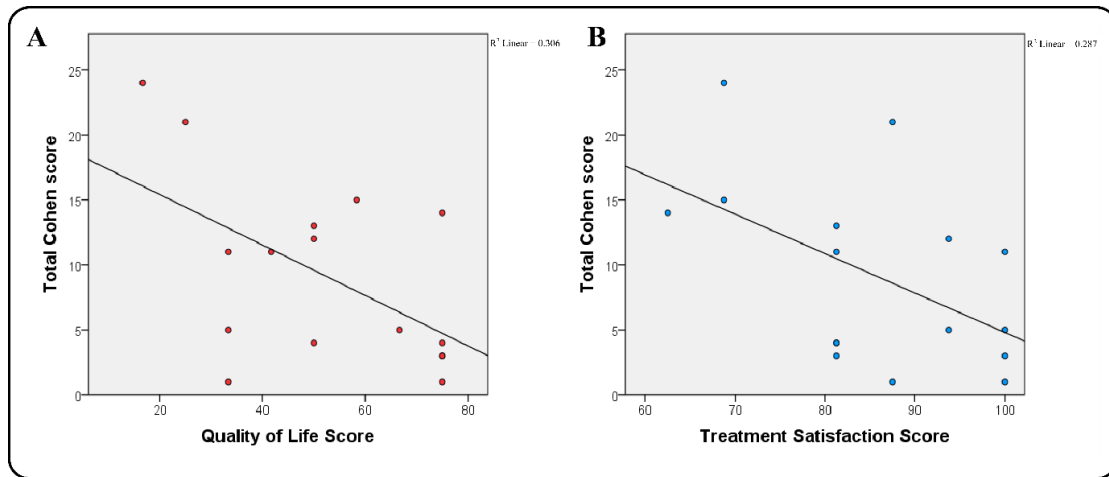 A
R² Linear = 0.306
Total Cohen score
25
20
15
10
5
0
20
40
60
80
Quality of Life Score
B
R² Linear = 0.287
Total Cohen score
25
20
15
10
5
0
60
70
80
90
100
Treatment Satisfaction Score